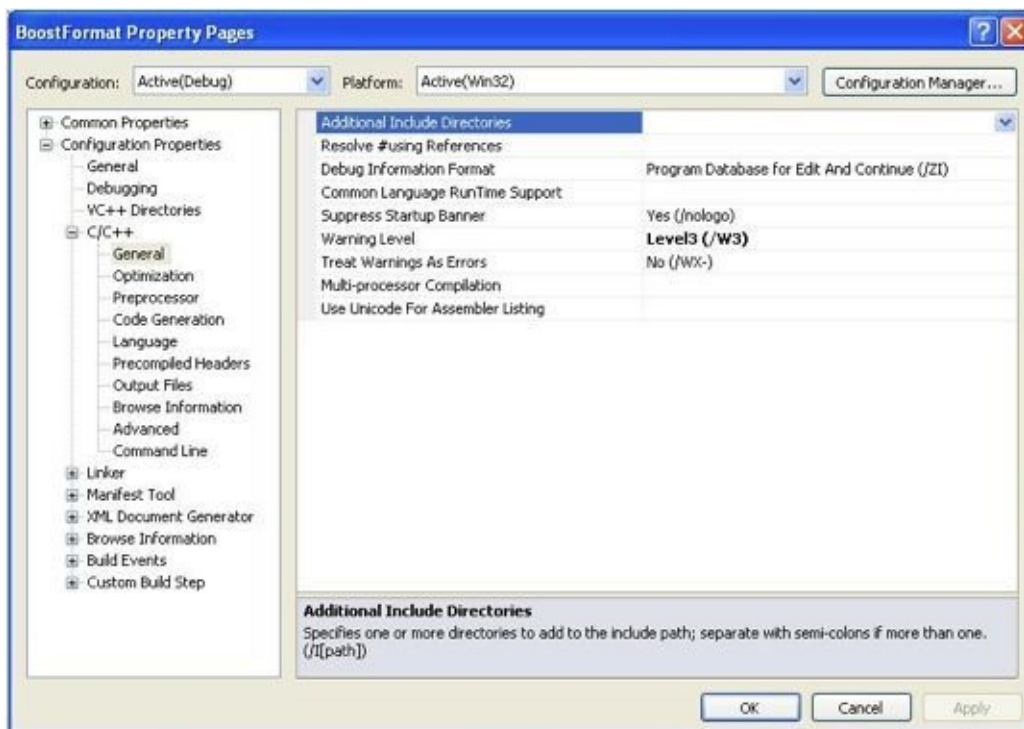 BoostFormat Property Pages
Configuration: Active(Debug) Platform: Active(Win32) Configuration Manager...
Common Properties
Configuration Properties
General
Debugging
VC++ Directories
C/C++
General
Optimization
Preprocessor
Code Generation
Language
Precompiled Headers
Output Files
Browse Information
Advanced
Command Line
Linker
Manifest Tool
XML Document Generator
Browse Information
Build Events
Custom Build Step
Additional Include Directories
Resolve #using References
Debug Information Format Program Database for Edit And Continue (/ZI)
Common Language RunTime Support
Suppress Startup Banner Yes (/nologo)
Warning Level Level3 (/W3)
Treat Warnings As Errors No (/WX-)
Multi-processor Compilation
Use Unicode For Assembler Listing
Additional Include Directories
Specifies one or more directories to add to the include path; separate with semi-colons if more than one.
(/I[path])
OK Cancel Apply